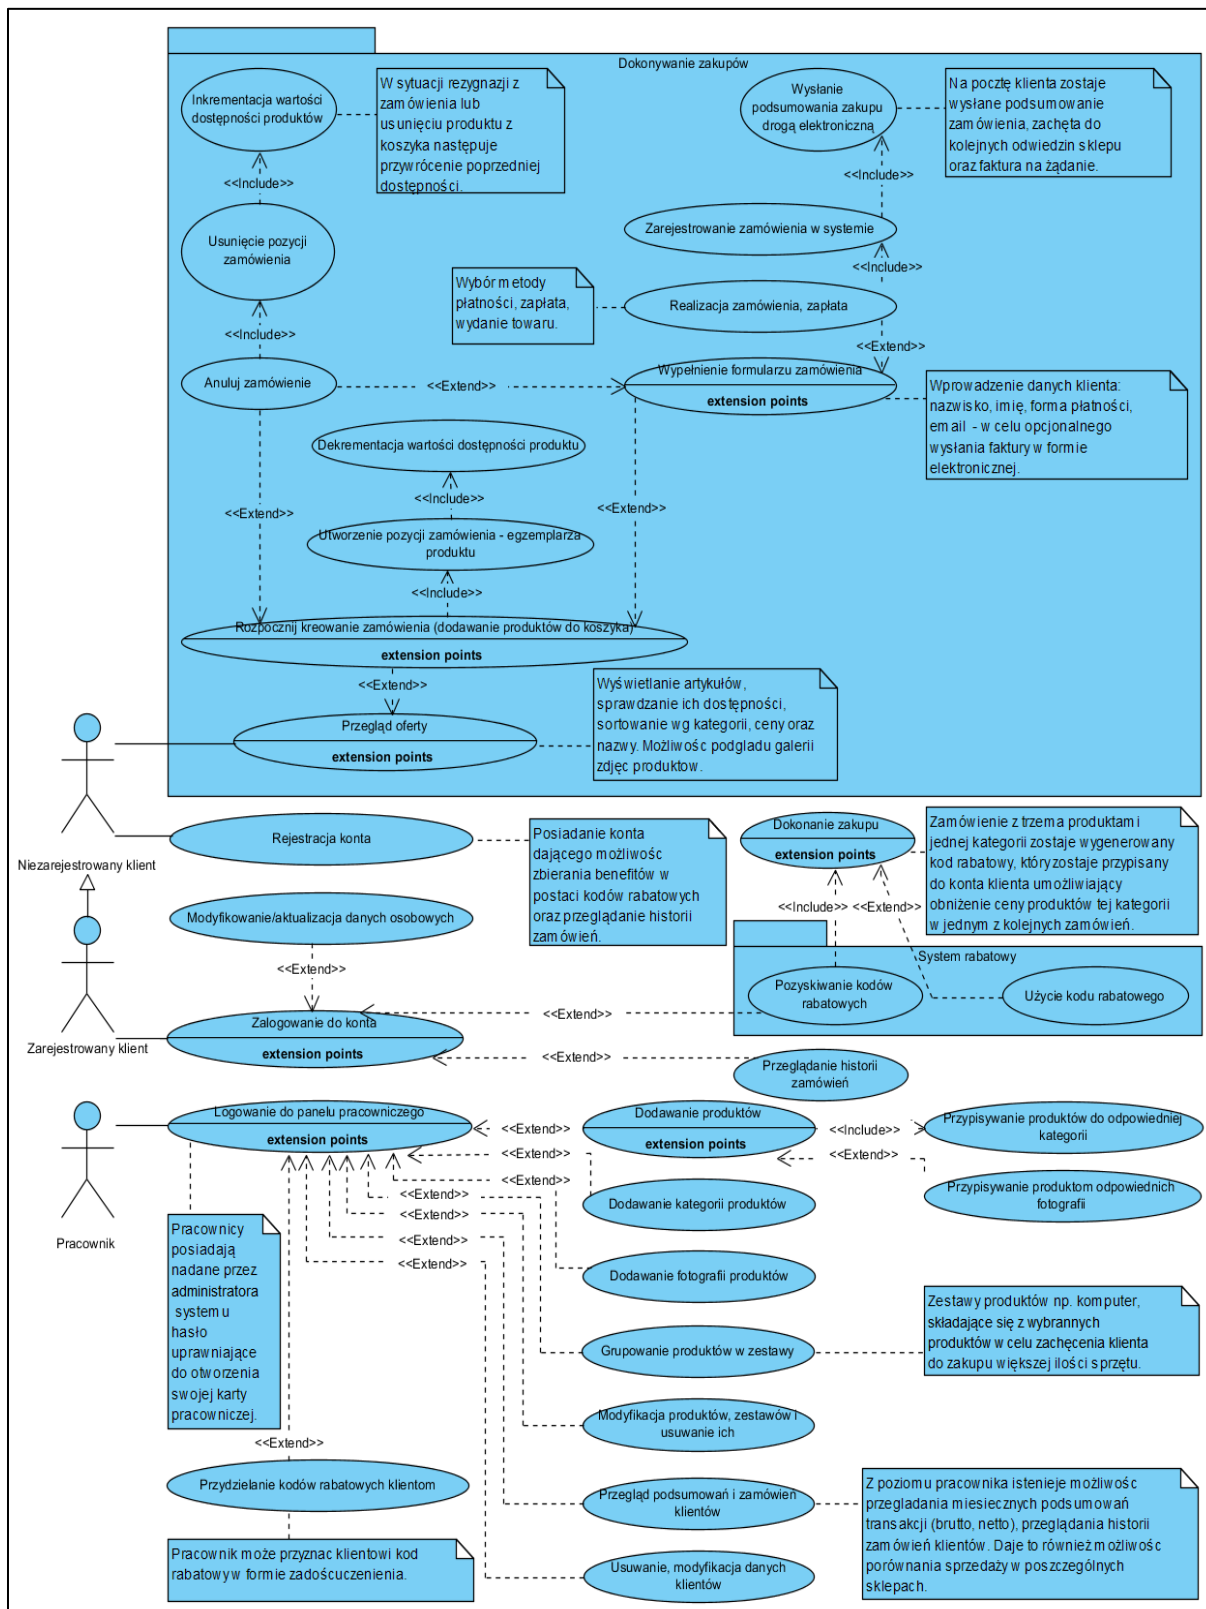 Dokonywanie zakupów
Inkrementacja wartości
dostępności produktów
W sytuacji rezygnazji z
zamówienia lub
usunięciu produktu z
koszyka następuje
przywrócenie poprzedniej
dostępności.
Wysłanie
podsumowania zakupu
drogą elektroniczną
Na pocztę klienta zostaje
wysłane podsumowanie
zamówienia, zachęta do
kolejnych odwiedzin sklepu
oraz faktura na żądanie.
<<Include>>
<<Include>>
Usunięcie pozycji
zamówienia
Zarejestrowanie zamówienia w systemie
<<Include>>
Wybór metody
płatności, zapłata,
wydanie towaru.
Realizacja zamówienia, zapłata
<<Include>>
<<Extend>>
Anuluj zamówienie
<<Extend>>
Wypełnienie formularzu zamówienia
extension points
Wprowadzenie danych klienta:
nazwisko, imię, forma płatności,
email - w celu opcjonalnego
wysłania faktury w formie
elektronicznej.
Dekrementacja wartości dostępności produktu
<<Include>>
<<Extend>>
<<Extend>>
Utworzenie pozycji zamówienia - egzemplarza
produktu
<<Include>>
Rozpocznij kreowanie zamówienia (dodawanie produktów do koszyka)
extension points
<<Extend>>
Wyświetlanie artykułów,
sprawdzanie ich dostępności,
sortowanie wg kategorii, ceny oraz
nazwy. Możliwośc podgladu galerii
zdjęc produktow.
Przegląd oferty
extension points
Niezarejestrowany klient
Rejestracja konta
Posiadanie konta
dającego możliwośc
zbierania benefitów w
postaci kodów rabatowych
oraz przeglądanie historii
zamówień.
Dokonanie zakupu
extension points
Zamówienie z trzema produktami
jednej kategorii zostaje wygenerowany
kod rabatowy, który zostaje przypisany
do konta klienta umożliwiający
obniżenie ceny produktów tej kategorii
w jednym z kolejnych zamówień.
Modyfikowanie/aktualizacja danych osobowych
<<Include>>
<<Extend>>
System rabatowy
<<Extend>>
Pozyskiwanie kodów
rabatowych
Użycie kodu rabatowego
Zarejestrowany klient
Zalogowanie do konta
extension points
<<Extend>>
<<Extend>>
Przeglądanie historii
zamówień
Pracownik
Logowanie do panelu pracowniczego
extension points
<<Extend>>
Dodawanie produktów
extension points
<<Include>>
Przypisywanie produktów do odpowiedniej
kategorii
<<Extend>>
<<Extend>>
Przypisywanie produktom odpowiednich
fotografii
<<Extend>>
Dodawanie kategorii produktów
<<Extend>>
<<Extend>>
<<Extend>>
<<Extend>>
Pracownicy
posiadają
nadane przez
administratora
systemu
hasło
uprawniające
do otworzenia
swojej karty
pracowniczej.
Dodawanie fotografii produktów
Grupowanie produktów w zestawy
Zestawy produktów np. komputer,
składające się z wybrannych
produktów w celu zachęcenia klienta
do zakupu większej ilości sprzętu.
Modyfikacja produktów, zestawów i
usuwanie ich
<<Extend>>
Przydzielanie kodów rabatowych klientom
Przegląd podsumowań i zamówień
klientów
Z poziomu pracownika istenieje możliwośc
przegladania miesiecznych podsumowań
transakcji (brutto, netto), przeglądania historii
zamówień klientów. Daje to również możliwośc
porównania sprzedaży w poszczególnych
sklepach.
Pracownik może przyznac klientowi kod
rabatowy w formie zadośćuczenienia.
Usuwanie, modyfikacja danych
klientów